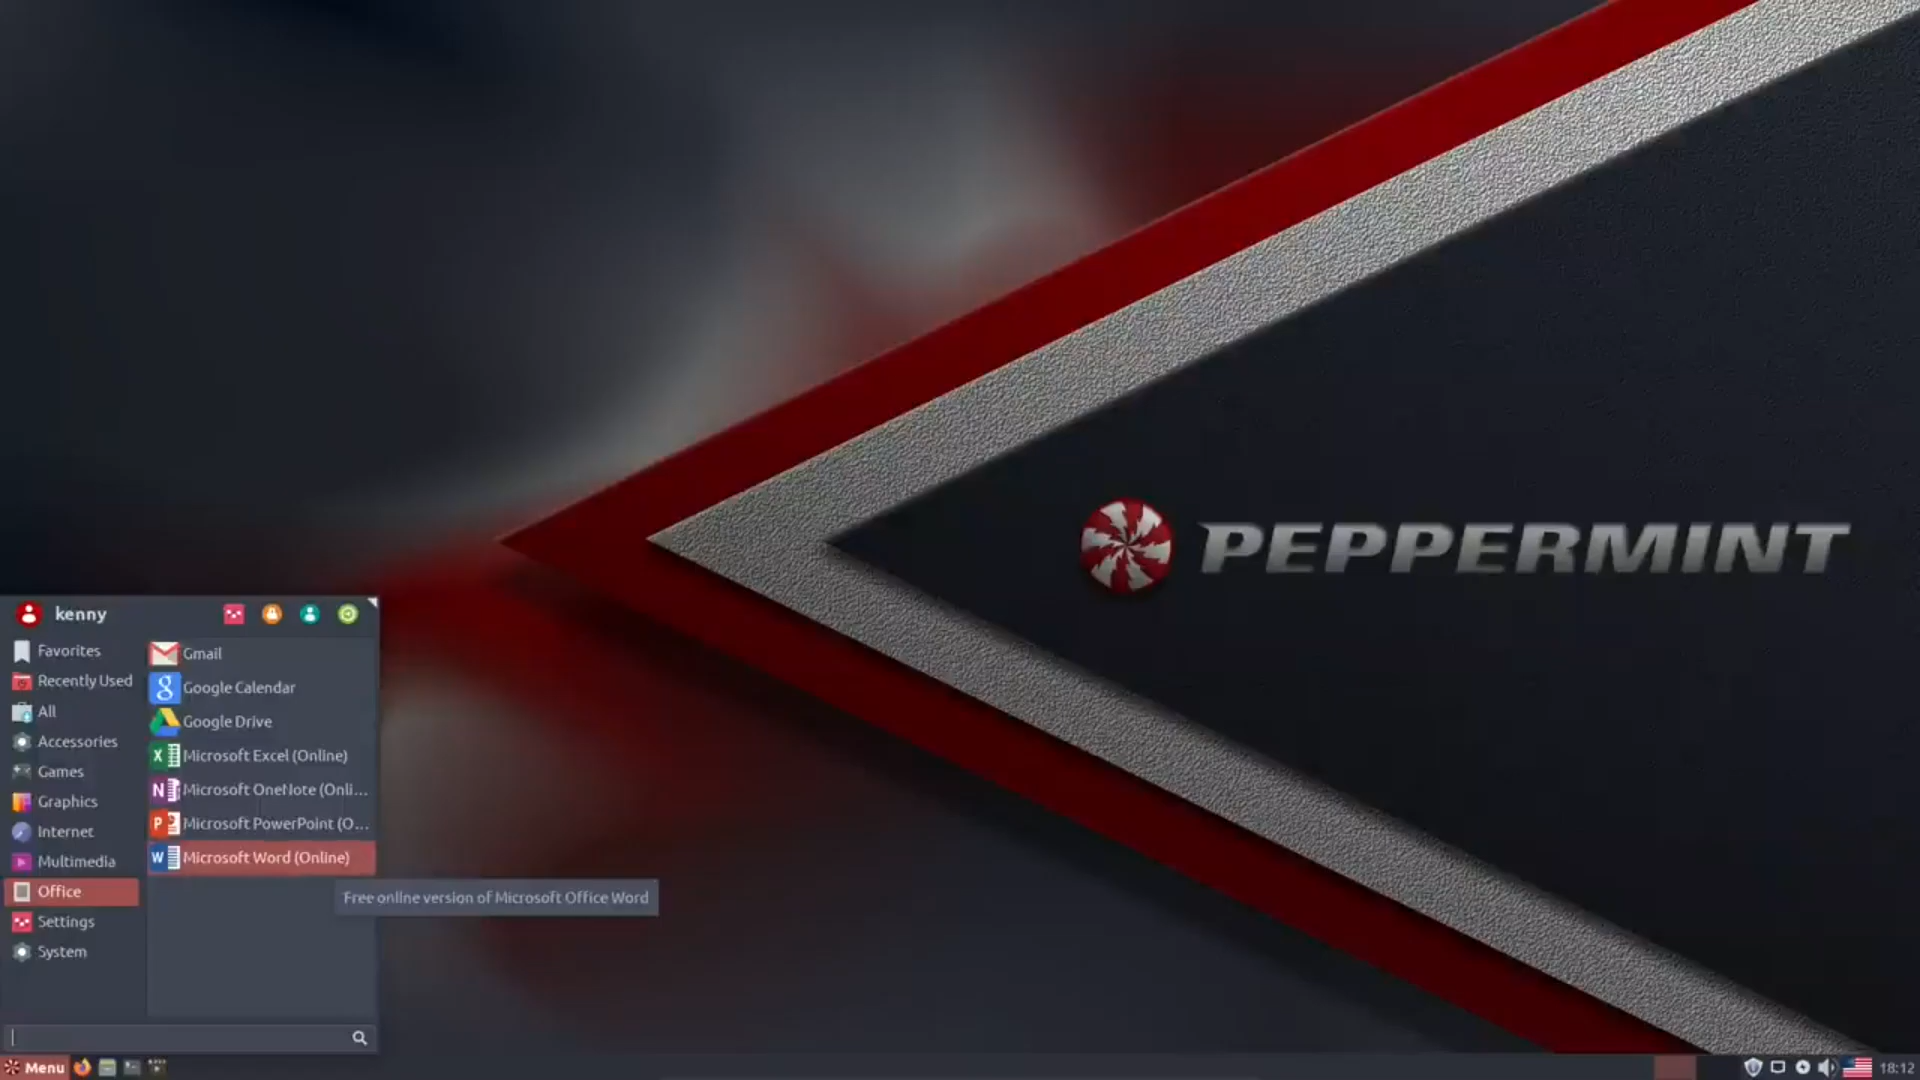 PEPPERMINT
kenny
Favorites
Recently Used
All
Accessories
Games
Graphics
Internet
Multimedia
Office
Settings
System
Gmail
Google Calendar
Google Drive
Microsoft Excel (Online)
Microsoft OneNote (Onli...
Microsoft PowerPoint (O...
Microsoft Word (Online)
Free online version of Microsoft Office Word
Menu
18:12